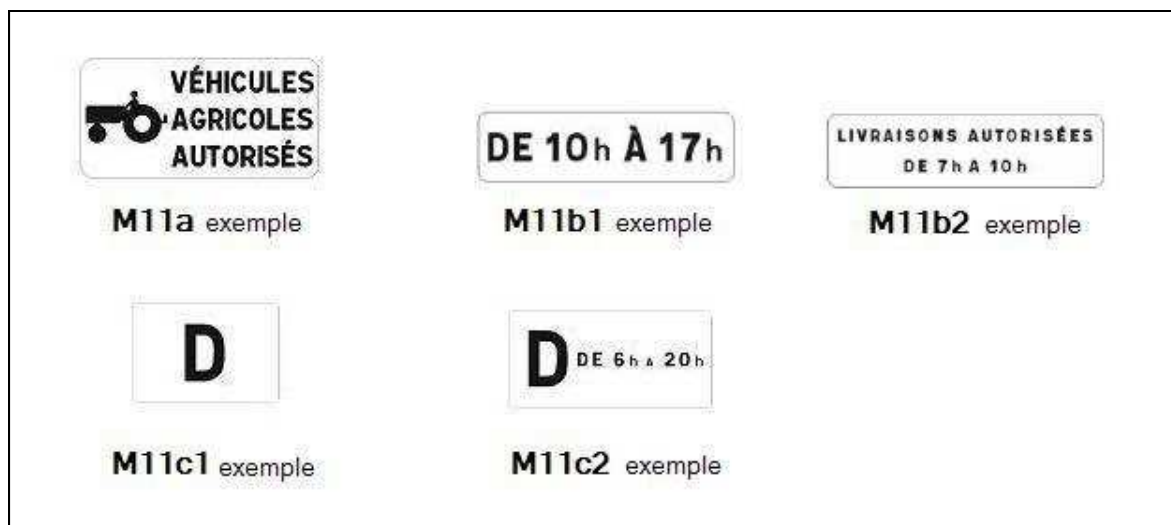 VÉHICULES
AGRICOLES
AUTORISÉS
M11a exemple
DE 10h À 17h
M11b1 exemple
LIVRAISONS AUTORISÉES
DE 7h A 10h
M11b2 exemple
D
M11c1 exemple
D DE 6h A 20h
M11c2 exemple